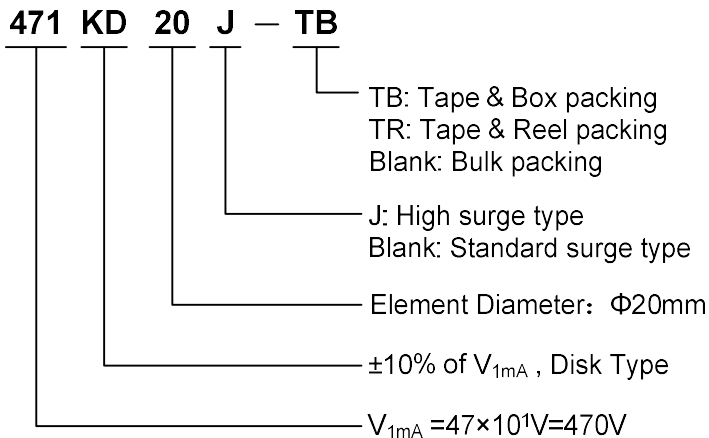 471 KD 20 J – TB
TB: Tape & Box packing
TR: Tape & Reel packing
Blank: Bulk packing
J: High surge type
Blank: Standard surge type
Element Diameter：Φ20mm
±10% of V₁ₘₐ , Disk Type
V₁ₘₐ =47×10¹V=470V